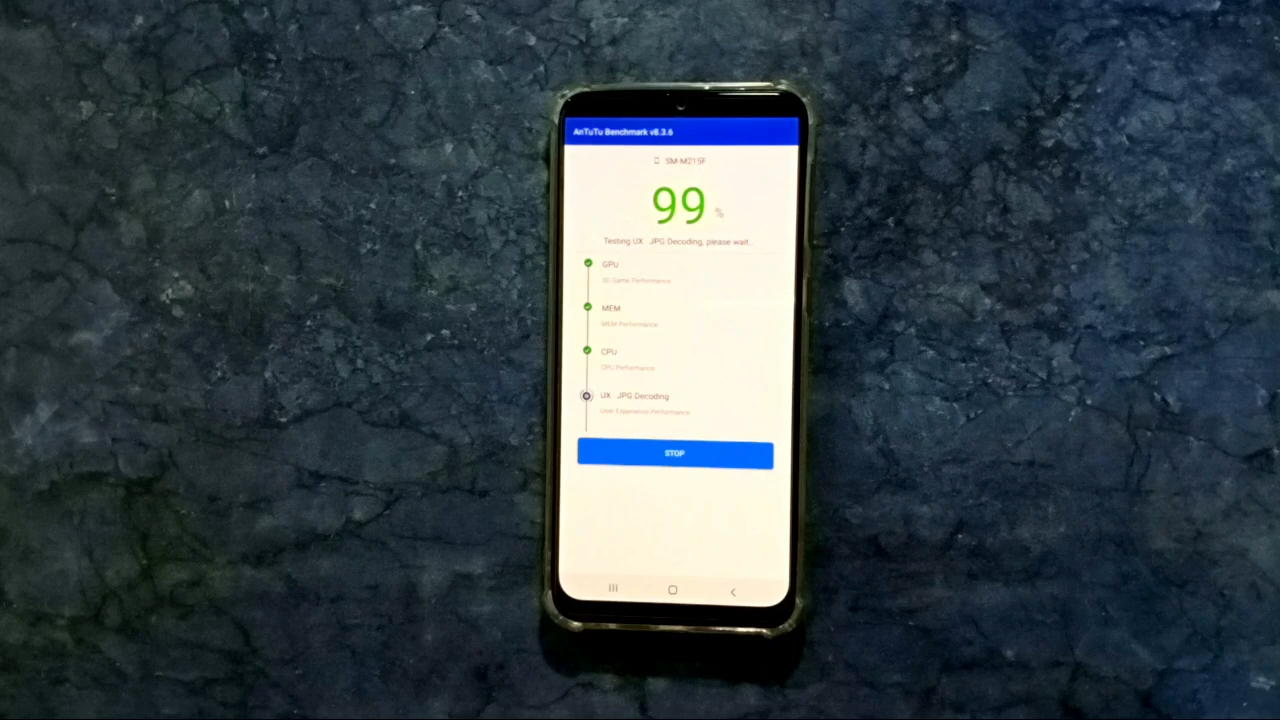 AnTuTu Benchmark v8.3.6
SM-M215F
99 %
Testing UX JPG Decoding, please wait..
GPU
3D Game Performance
MEM
MEM Performance
CPU
CPU Performance
UX JPG Decoding
User Experience Performance
STOP